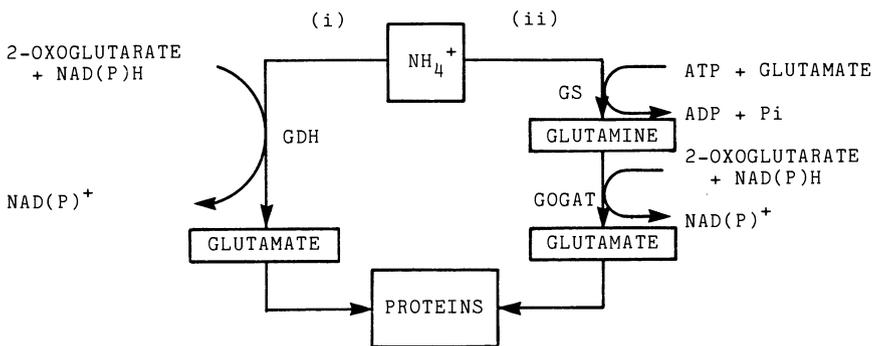 (i)
(ii)
2-OXOGLUTARATE
+ NAD(P)H
NH4+
ATP + GLUTAMATE
GS
ADP + Pi
GDH
GLUTAMINE
2-OXOGLUTARATE
+ NAD(P)H
NAD(P)+
GOGAT
NAD(P)+
GLUTAMATE
GLUTAMATE
PROTEINS